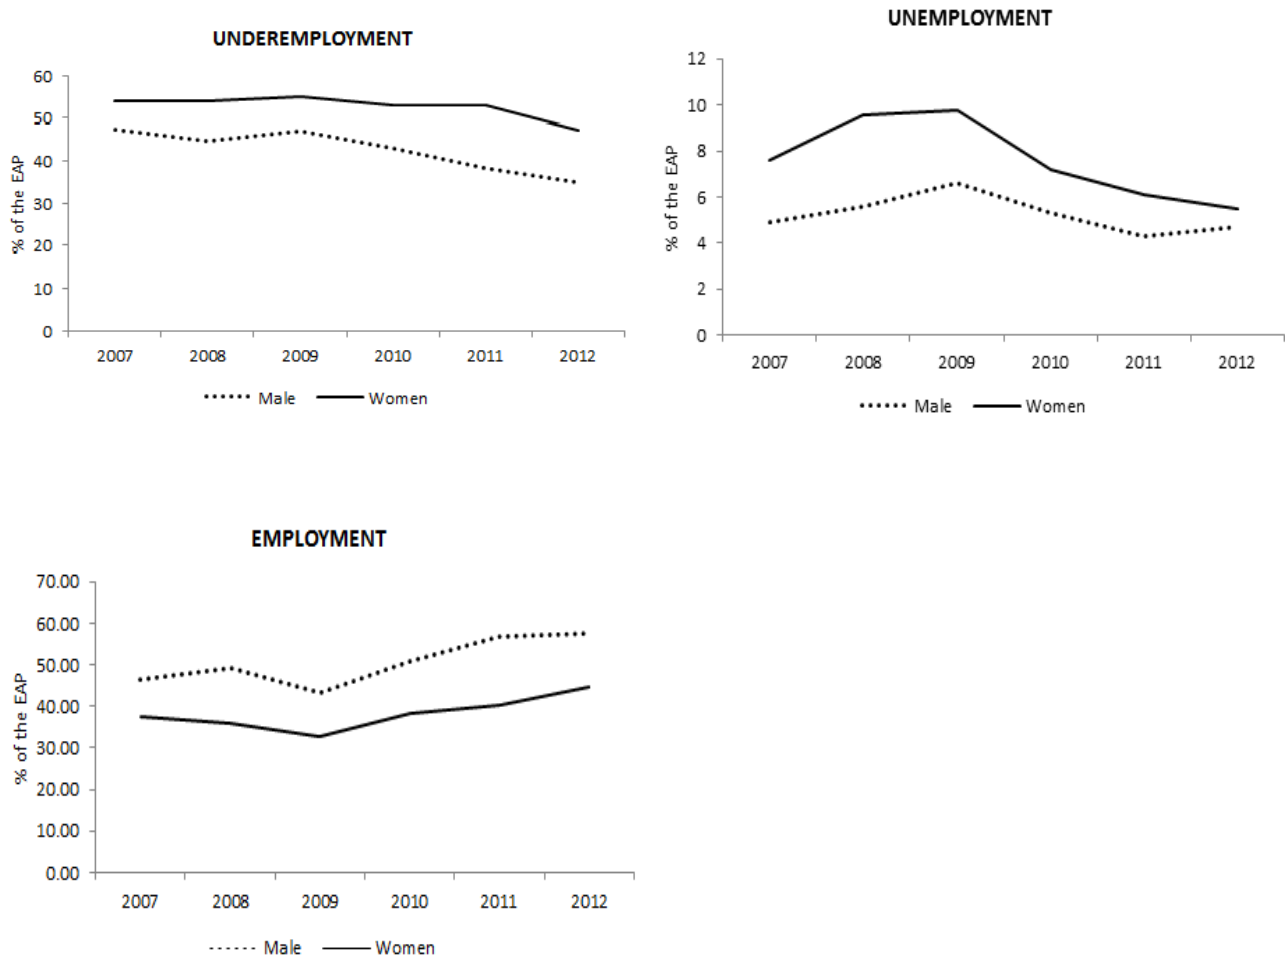 UNDEREMPLOYMENT
% of the EAP
60
50
40
30
20
10
0
2007 2008 2009 2010 2011 2012
Male Women
UNEMPLOYMENT
% of the EAP
12
10
8
6
4
2
0
2007 2008 2009 2010 2011 2012
Male Women
EMPLOYMENT
% of the EAP
70.00
60.00
50.00
40.00
30.00
20.00
10.00
0.00
2007 2008 2009 2010 2011 2012
Male Women